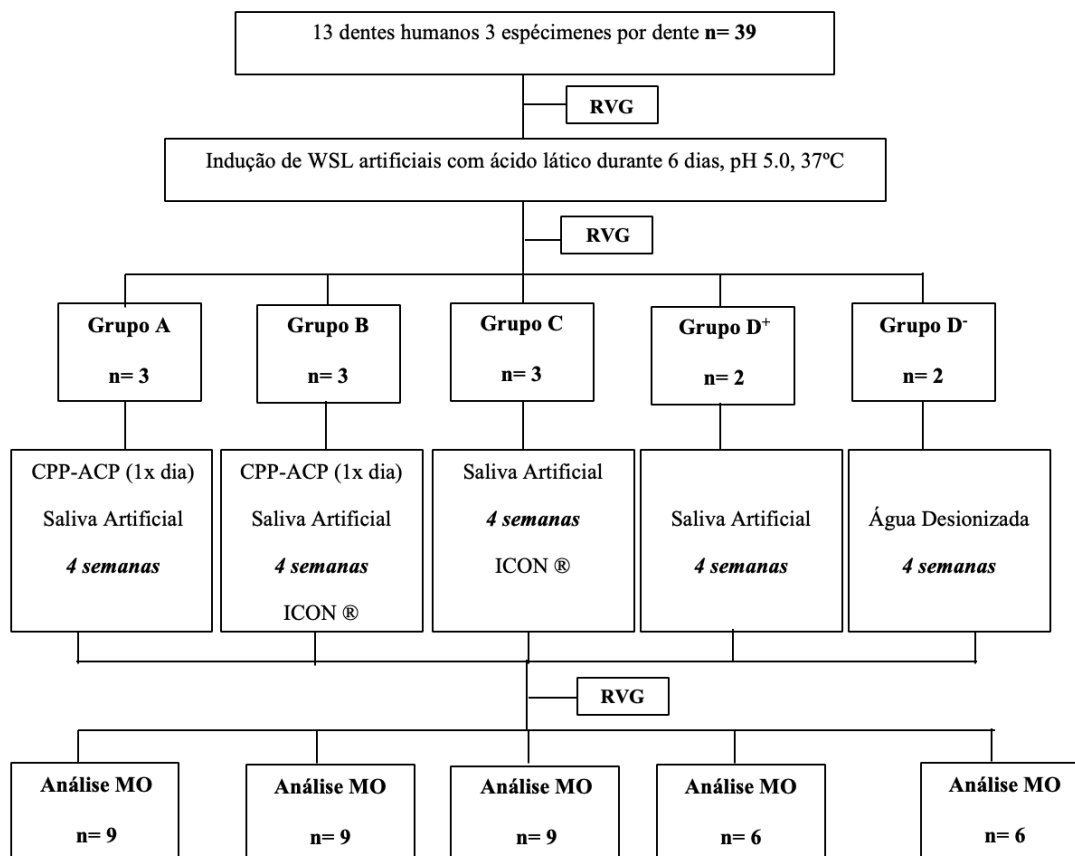 13 dentes humanos 3 espécimenes por dente n= 39
RVG
Indução de WSL artificiais com ácido lático durante 6 dias, pH 5.0, 37ºC
RVG
Grupo A
n= 3
Grupo B
n= 3
Grupo C
n= 3
Grupo D⁺
n= 2
Grupo D⁻
n= 2
CPP-ACP (1x dia)
Saliva Artificial
4 semanas
CPP-ACP (1x dia)
Saliva Artificial
4 semanas
ICON ®
Saliva Artificial
4 semanas
ICON ®
Saliva Artificial
4 semanas
Água Desionizada
4 semanas
RVG
Análise MO
n= 9
Análise MO
n= 9
Análise MO
n= 9
Análise MO
n= 6
Análise MO
n= 6